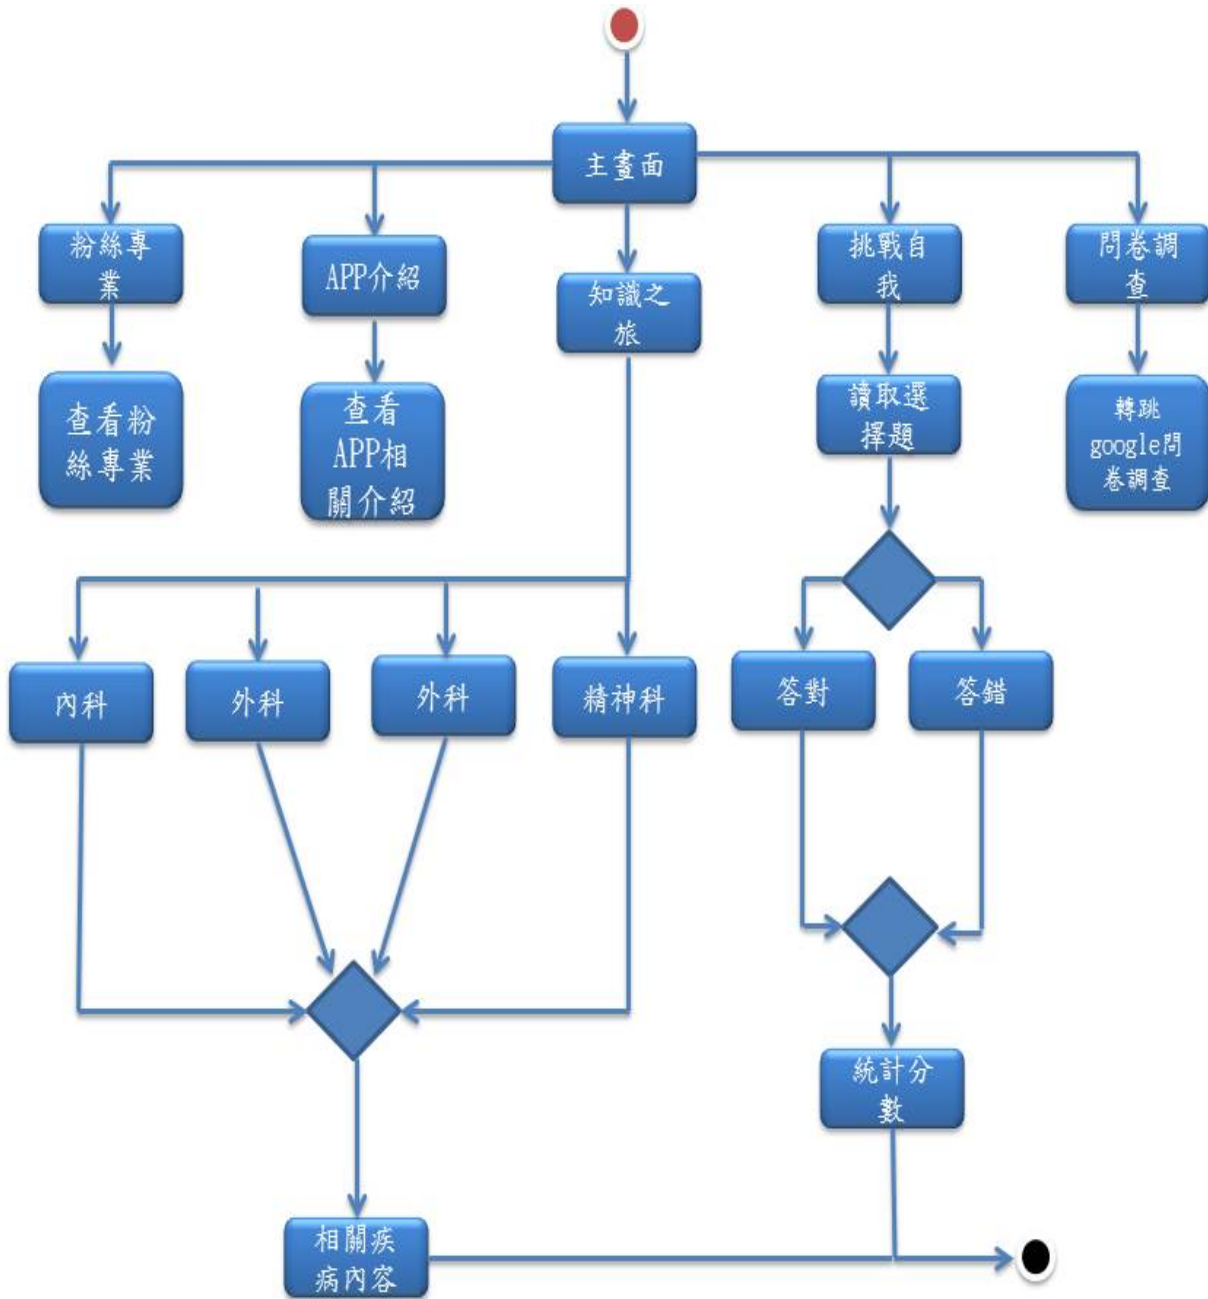 主畫面
粉絲專
業
APP介紹
知識之
旅
挑戰自
我
問卷調
查
查看粉
絲專業
查看
APP相
關介紹
讀取選
擇題
轉跳
google問
卷調查
內科
外科
外科
精神科
答對
答錯
統計分
數
相關疾
病內容